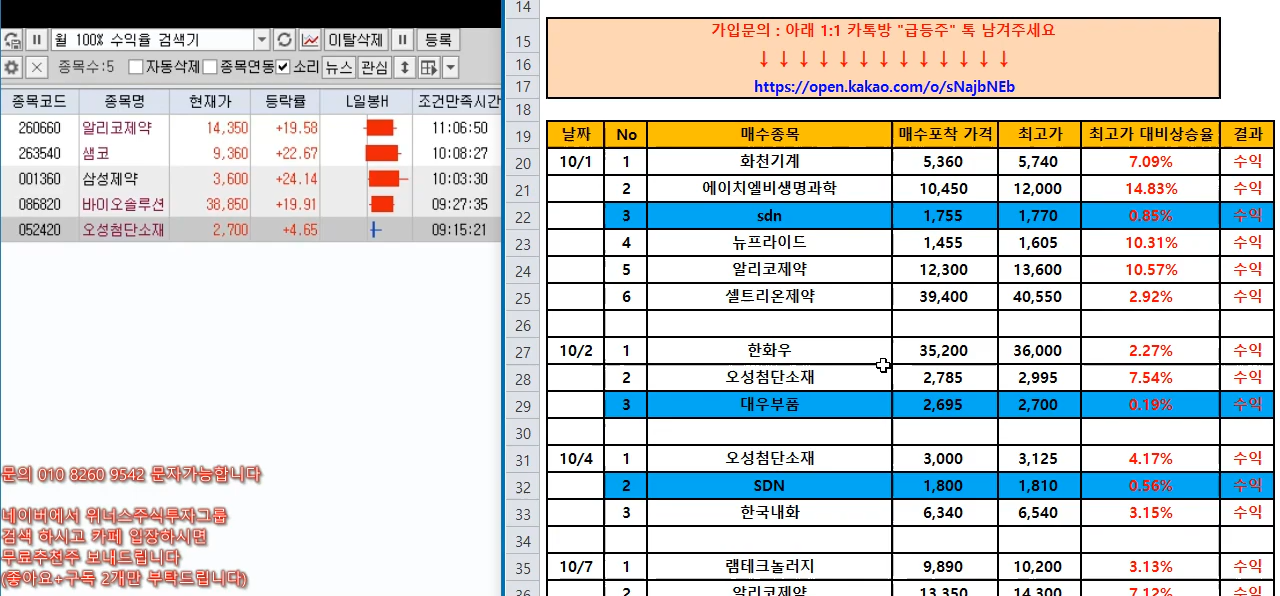 월 100% 수익율 검색기 이탈삭제 등록
종목수:5 자동삭제 종목연동 소리 뉴스 관심
종목코드 종목명 현재가 등락률 L일봉H 조건만족시간
260660 알리코제약 14,350 +19.58 11:06:50
263540 샘코 9,360 +22.67 10:08:27
001360 삼성제약 3,600 +24.14 10:03:30
086820 바이오솔루션 38,850 +19.91 09:27:35
052420 오성첨단소재 2,700 +4.65 09:15:21
문의 010 8260 9542 문자가능합니다
네이버에서 위너스주식투자그룹
검색 하시고 카페 입장하시면
무료추천주 보내드립니다
(좋아요+구독 2개만 부탁드립니다)
14
15 가입문의 : 아래 1:1 카톡방 "급등주" 톡 남겨주세요
16 ↓ ↓ ↓ ↓ ↓ ↓ ↓ ↓ ↓ ↓ ↓ ↓ ↓
17 https://open.kakao.com/o/sNajbNEb
18
19 날짜 No 매수종목 매수포착 가격 최고가 최고가 대비상승율 결과
20 10/1 1 화천기계 5,360 5,740 7.09% 수익
21 2 에이치엘비생명과학 10,450 12,000 14.83% 수익
22 3 sdn 1,755 1,770 0.85% 수익
23 4 뉴프라이드 1,455 1,605 10.31% 수익
24 5 알리코제약 12,300 13,600 10.57% 수익
25 6 셀트리온제약 39,400 40,550 2.92% 수익
26
27 10/2 1 한화우 35,200 36,000 2.27% 수익
28 2 오성첨단소재 2,785 2,995 7.54% 수익
29 3 대우부품 2,695 2,700 0.19% 수익
30
31 10/4 1 오성첨단소재 3,000 3,125 4.17% 수익
32 2 SDN 1,800 1,810 0.56% 수익
33 3 한국내화 6,340 6,540 3.15% 수익
34
35 10/7 1 램테크놀러지 9,890 10,200 3.13% 수익
36 2 알리코제약 13,350 14,300 7.12% 수익